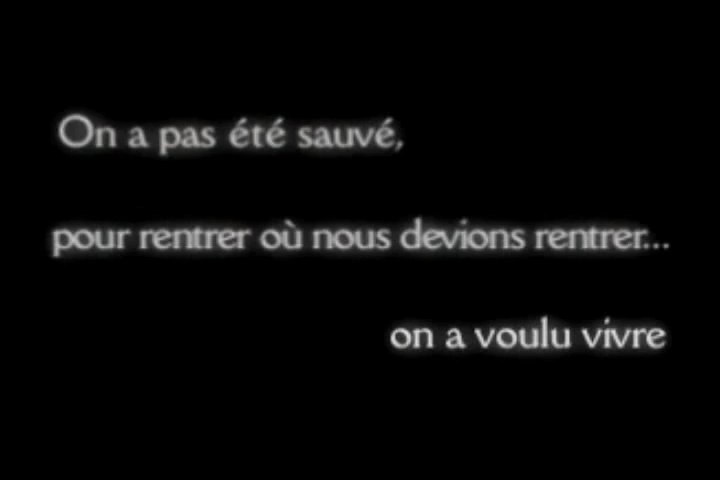 On a pas été sauvé,
pour rentrer où nous devions rentrer...
on a voulu vivre